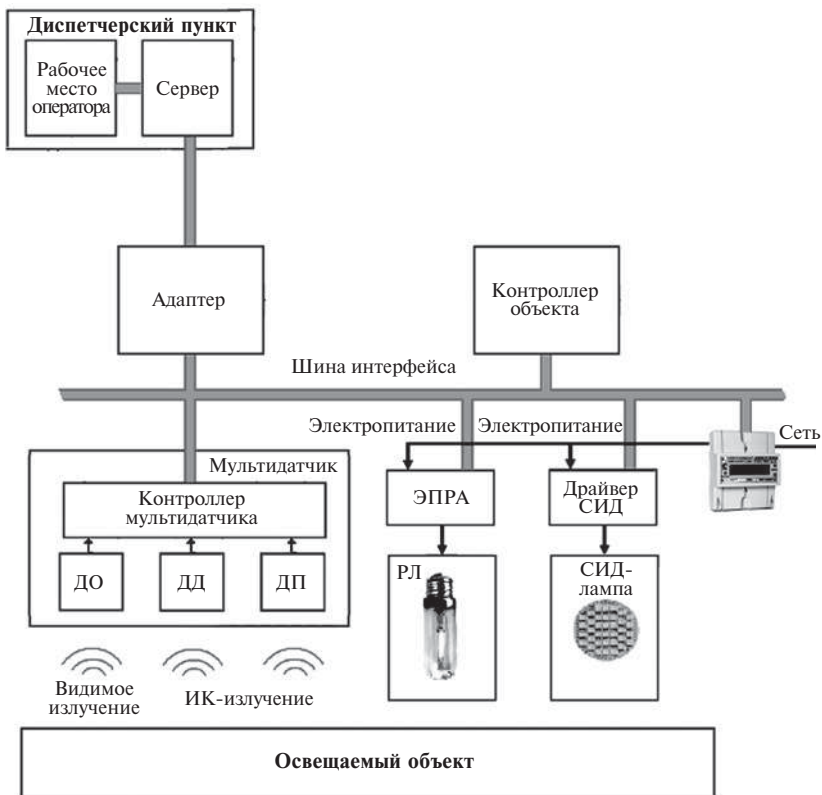 Диспетчерский пункт
Рабочее
место
оператора
Сервер
Адаптер
Контроллер
объекта
Шина интерфейса
Электропитание
Электропитание
Сеть
Мультидатчик
Контроллер
мультидатчика
ЭПРА
Драйвер
СИД
ДО
ДД
ДП
РЛ
СИД-
лампа
Видимое
излучение
ИК-излучение
Освещаемый объект